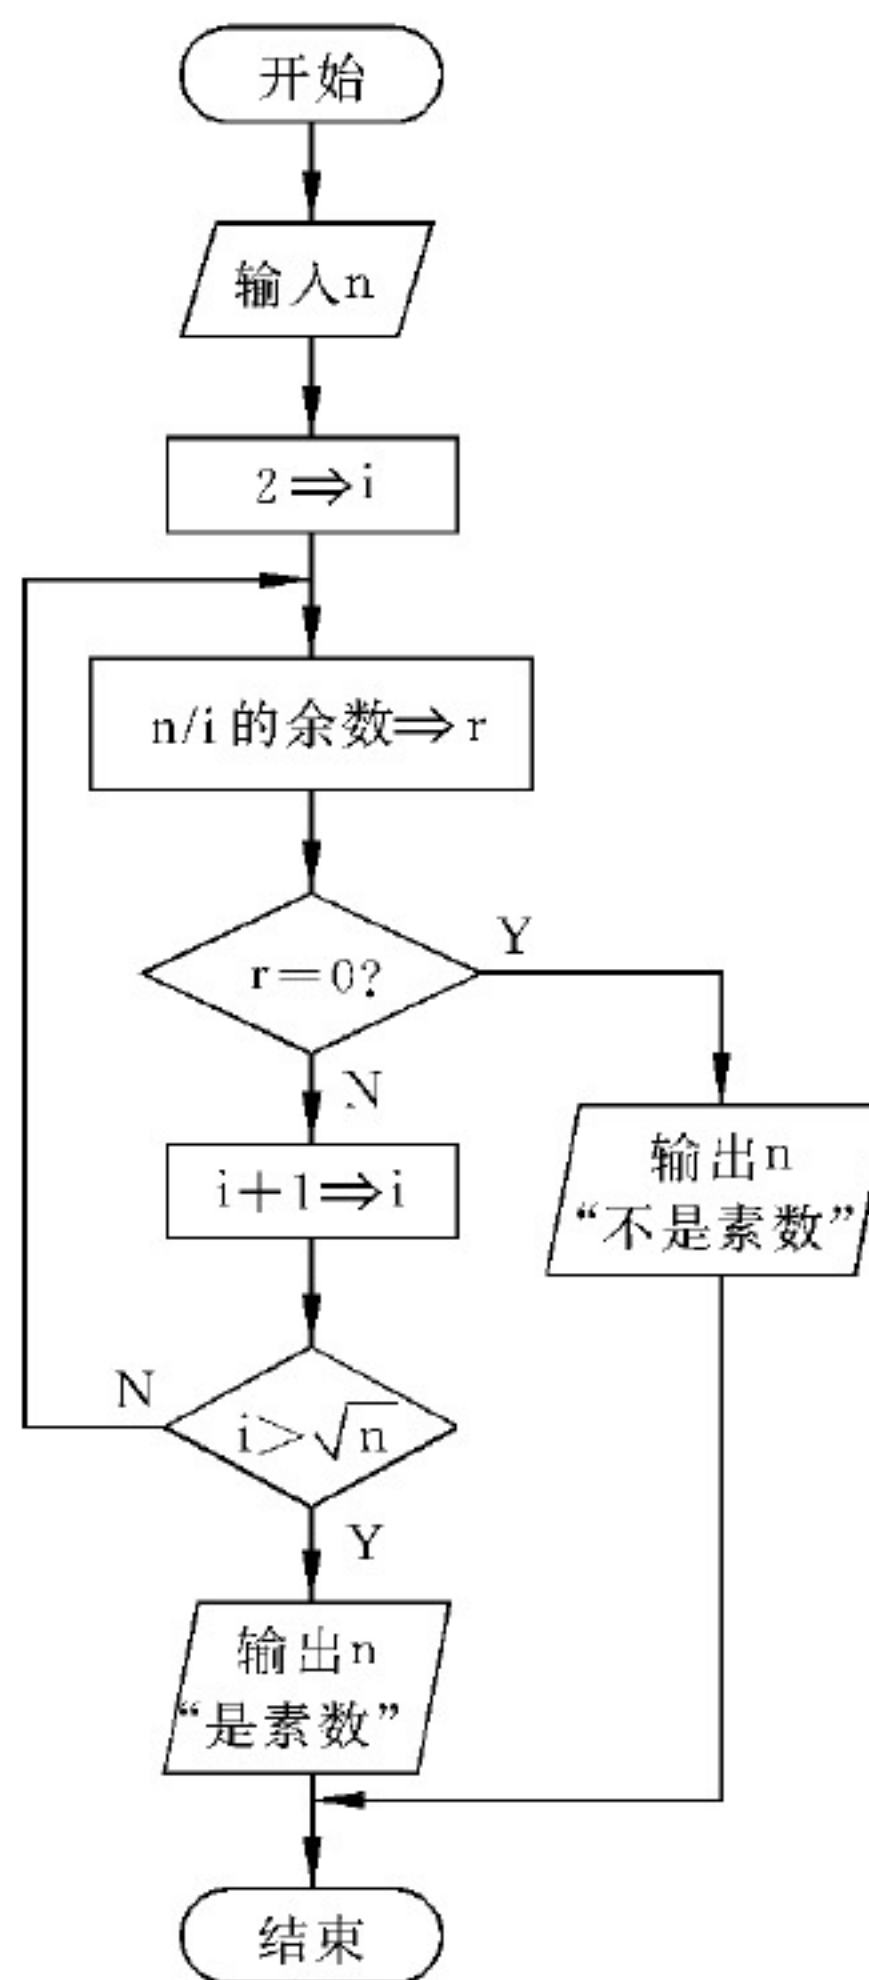 开始
输入n
2⇒i
n/i的余数⇒r
r=0?
Y
N
i+1⇒i
输出n
“不是素数”
N
i>√n
Y
输出n
“是素数”
结束